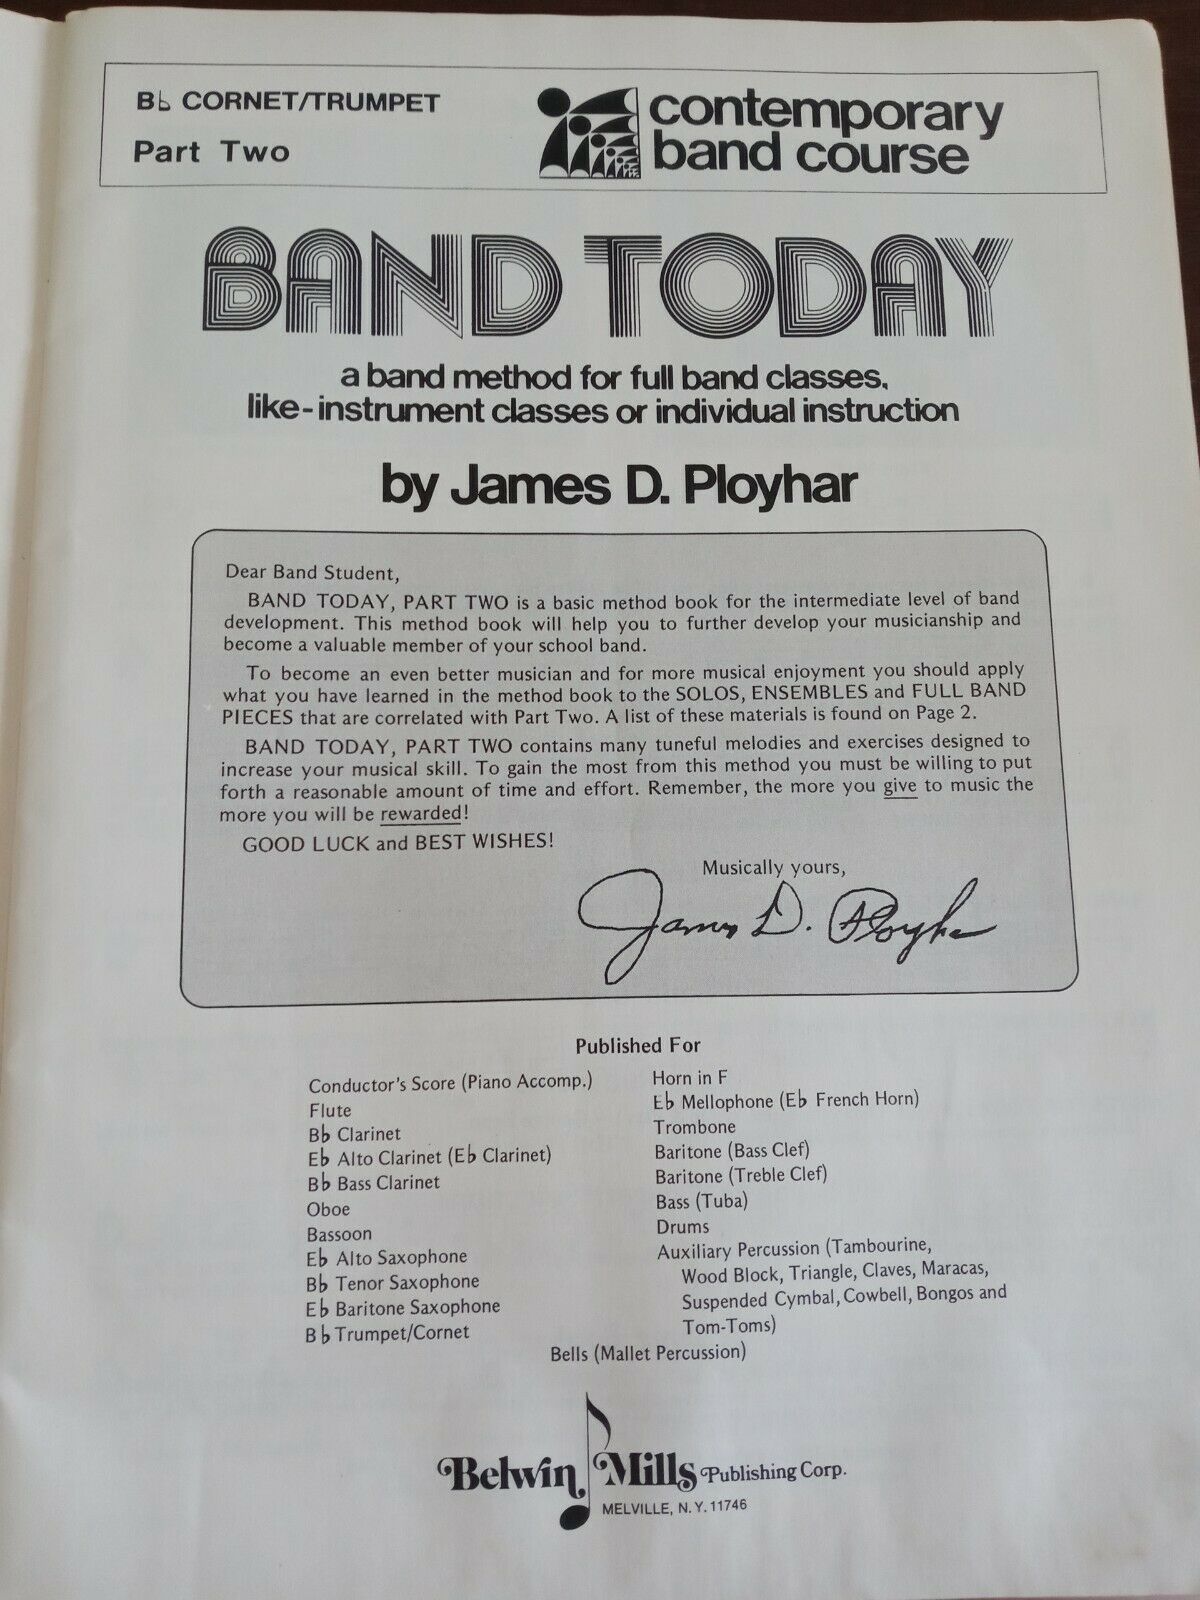 B♭ CORNET/TRUMPET
Part Two
contemporary
band course
BAND TODAY
a band method for full band classes,
like-instrument classes or individual instruction
by James D. Ployhar
Dear Band Student,
BAND TODAY, PART TWO is a basic method book for the intermediate level of band
development. This method book will help you to further develop your musicianship and
become a valuable member of your school band.
To become an even better musician and for more musical enjoyment you should apply
what you have learned in the method book to the SOLOS, ENSEMBLES and FULL BAND
PIECES that are correlated with Part Two. A list of these materials is found on Page 2.
BAND TODAY, PART TWO contains many tuneful melodies and exercises designed to
increase your musical skill. To gain the most from this method you must be willing to put
forth a reasonable amount of time and effort. Remember, the more you give to music the
more you will be rewarded!
GOOD LUCK and BEST WISHES!
Musically yours,
James D. Ployhar
Published For
Conductor's Score (Piano Accomp.)
Flute
B♭ Clarinet
E♭ Alto Clarinet (E♭ Clarinet)
B♭ Bass Clarinet
Oboe
Bassoon
E♭ Alto Saxophone
B♭ Tenor Saxophone
E♭ Baritone Saxophone
B♭ Trumpet/Cornet
Horn in F
E♭ Mellophone (E♭ French Horn)
Trombone
Baritone (Bass Clef)
Baritone (Treble Clef)
Bass (Tuba)
Drums
Auxiliary Percussion (Tambourine,
Wood Block, Triangle, Claves, Maracas,
Suspended Cymbal, Cowbell, Bongos and
Tom-Toms)
Bells (Mallet Percussion)
Belwin Mills Publishing Corp.
MELVILLE, N.Y. 11746